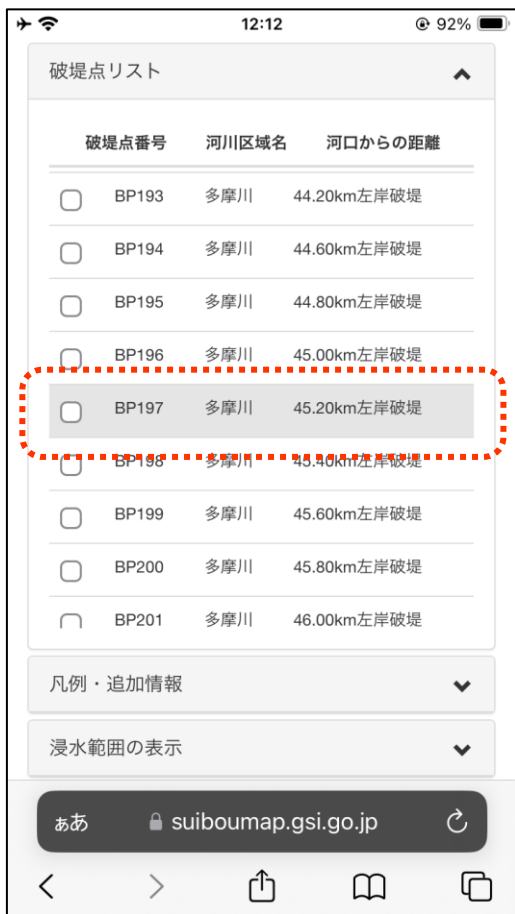 12:12 92%
破堤点リスト
破堤点番号 河川区域名 河口からの距離
BP193 多摩川 44.20km左岸破堤
BP194 多摩川 44.60km左岸破堤
BP195 多摩川 44.80km左岸破堤
BP196 多摩川 45.00km左岸破堤
BP197 多摩川 45.20km左岸破堤
BP198 多摩川 45.40km左岸破堤
BP199 多摩川 45.60km左岸破堤
BP200 多摩川 45.80km左岸破堤
BP201 多摩川 46.00km左岸破堤
凡例・追加情報
浸水範囲の表示
ぁあ suiboumap.gsi.go.jp